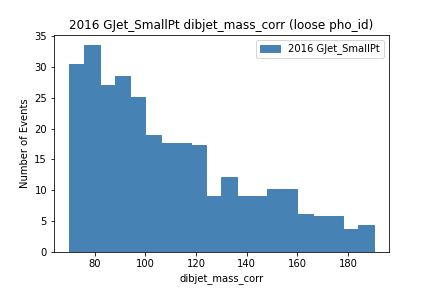 2016 GJet_SmallPt dibjet_mass_corr (loose pho_id)
2016 GJet_SmallPt
Number of Events
35
30
25
20
15
10
5
0
80 100 120 140 160 180
dibjet_mass_corr